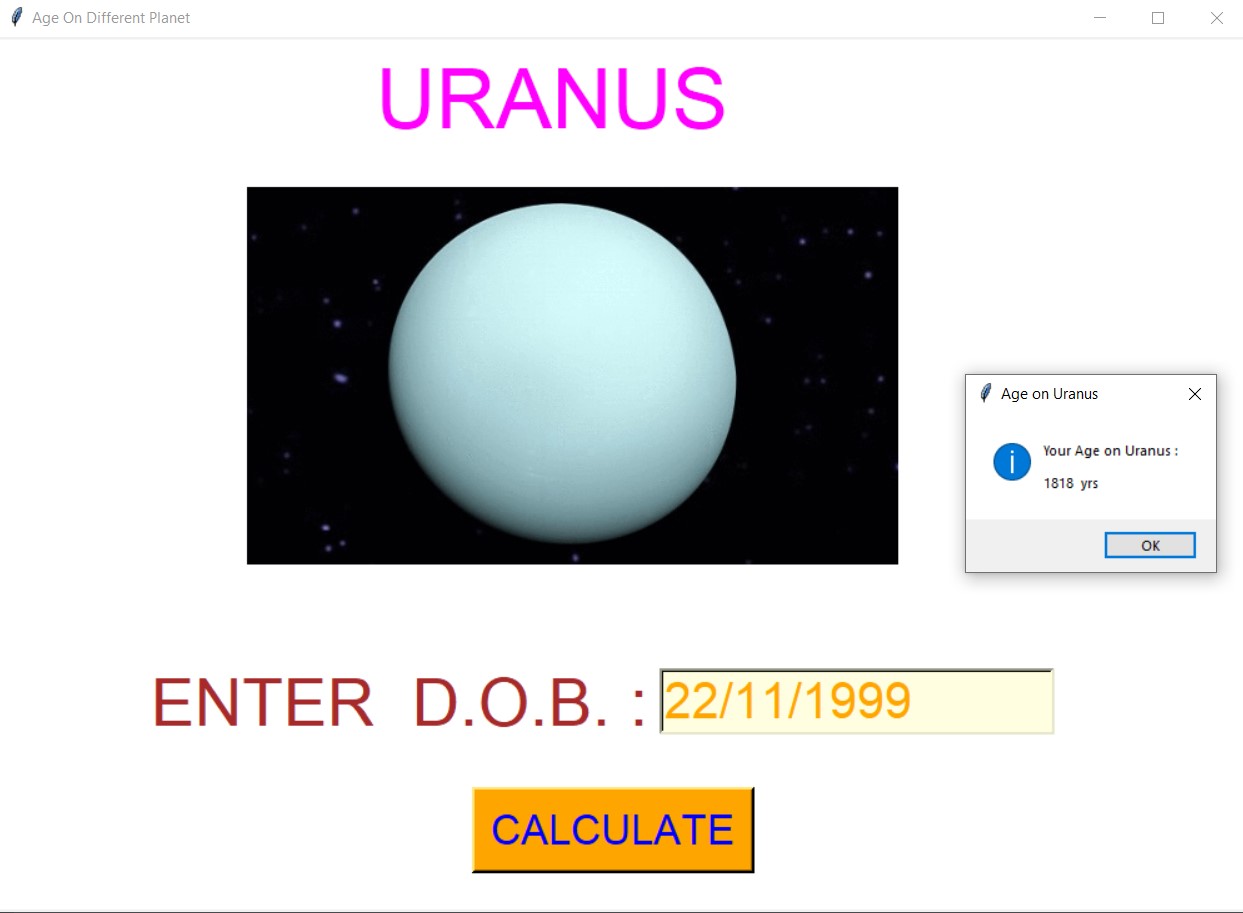 Age On Different Planet
URANUS
Age on Uranus
Your Age on Uranus :
1818 yrs
OK
ENTER D.O.B. : 22/11/1999
CALCULATE